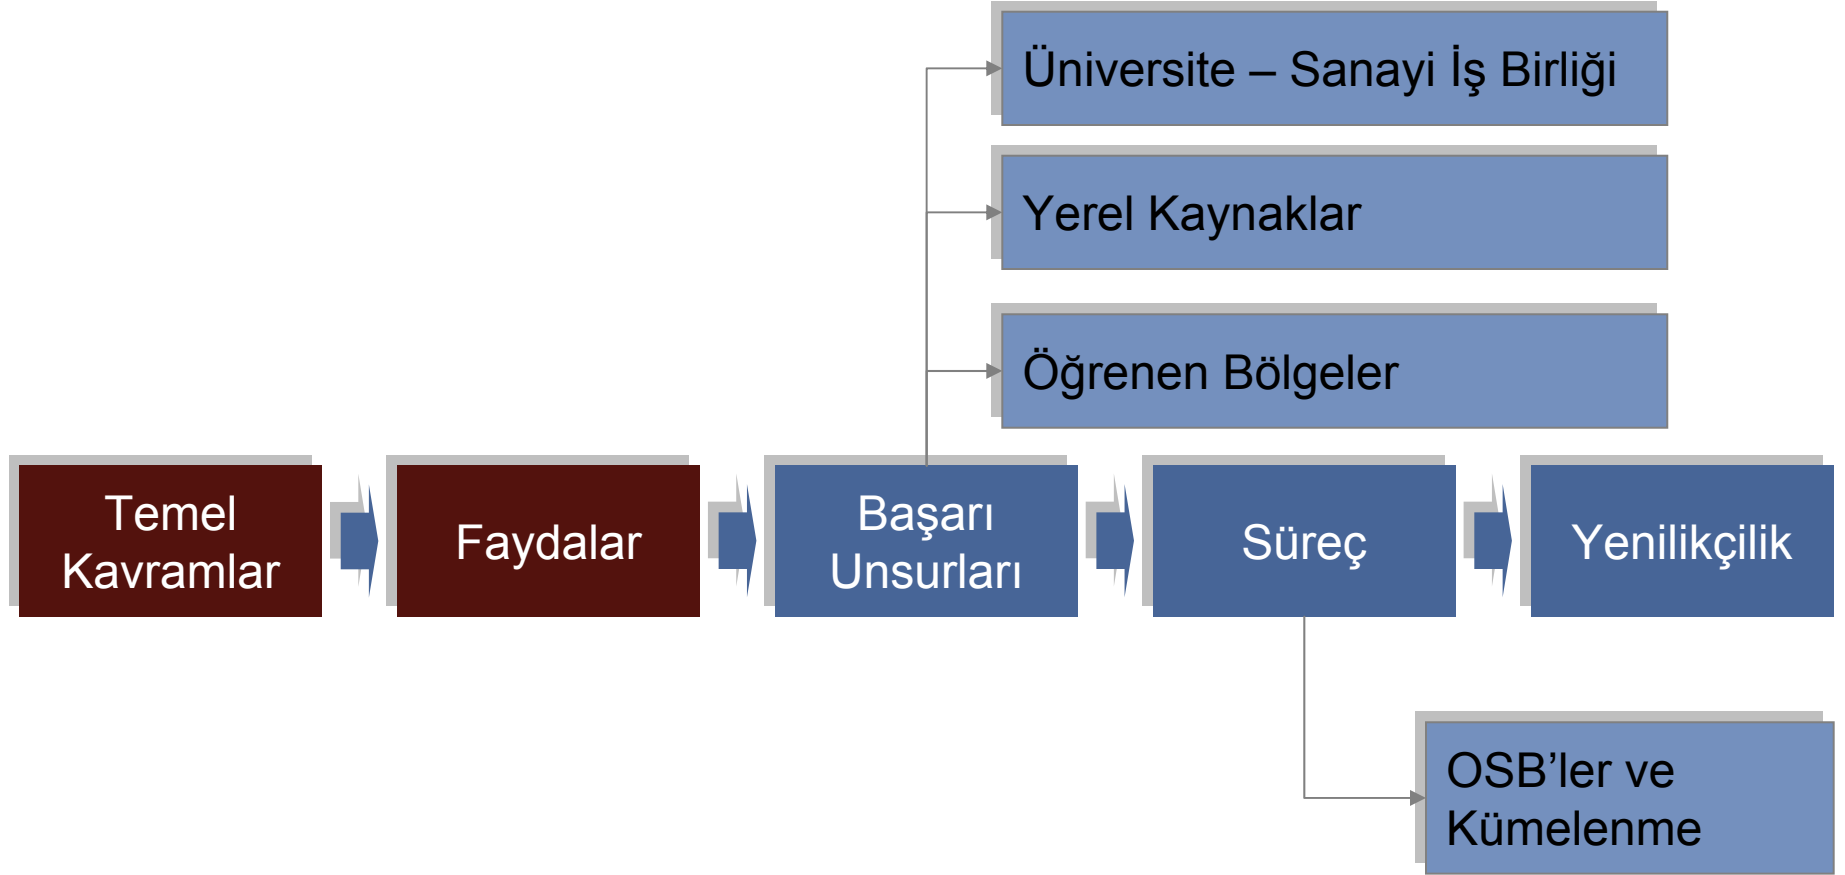 Üniversite – Sanayi İş Birliği
Yerel Kaynaklar
Öğrenen Bölgeler
Temel
Kavramlar
Faydalar
Başarı
Unsurları
Süreç
Yenilikçilik
OSB’ler ve
Kümelenme